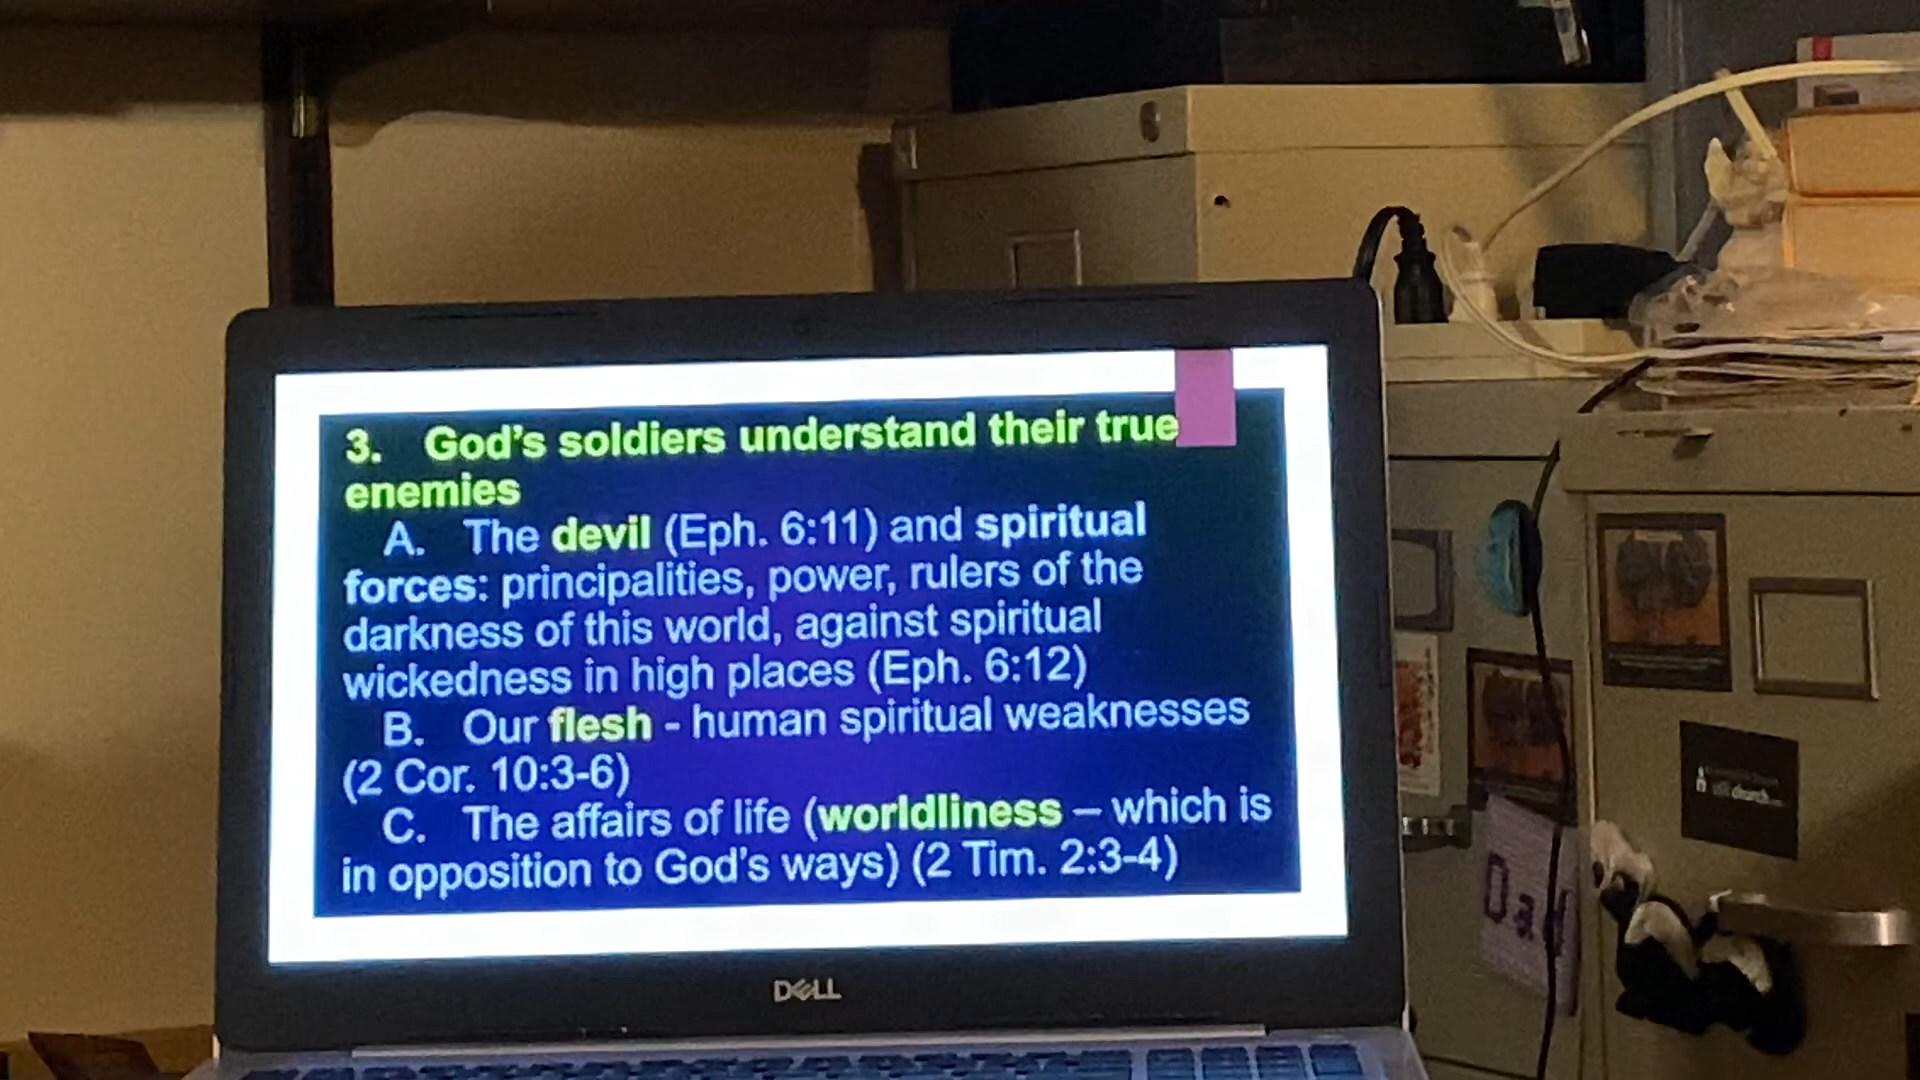 3. God's soldiers understand their true
enemies
A. The devil (Eph. 6:11) and spiritual
forces: principalities, power, rulers of the
darkness of this world, against spiritual
wickedness in high places (Eph. 6:12)
B. Our flesh - human spiritual weaknesses
(2 Cor. 10:3-6)
C. The affairs of life (worldliness – which is
in opposition to God's ways) (2 Tim. 2:3-4)
DELL
Dad